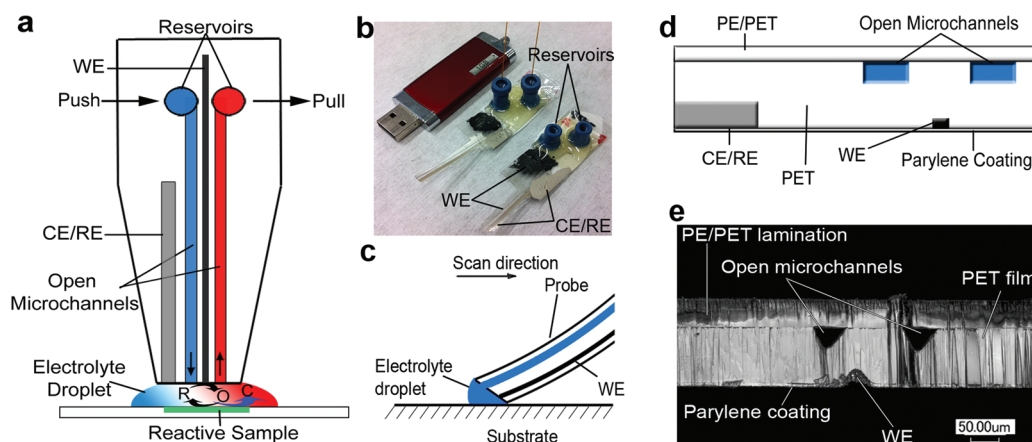 a
Reservoirs
WE
Push
Pull
CE/RE
Open
Microchannels
Electrolyte
Droplet
R
O
C
Reactive Sample
b
Reservoirs
WE
CE/RE
c
Scan direction
Probe
Electrolyte
droplet
WE
Substrate
d
PE/PET
Open Microchannels
CE/RE
PET
WE
Parylene Coating
e
PE/PET lamination
Open microchannels
PET film
Parylene coating
WE
50.00um